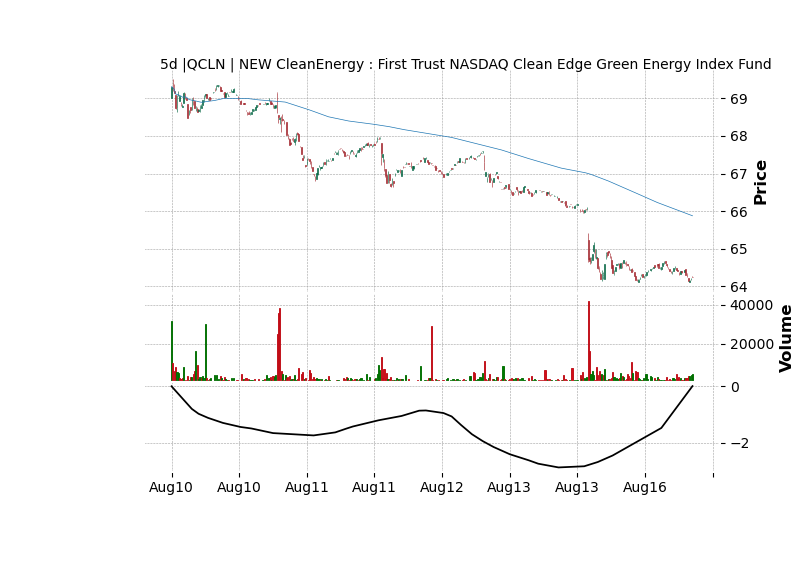 5d |QCLN | NEW CleanEnergy : First Trust NASDAQ Clean Edge Green Energy Index Fund
69
68
67
66
65
64
Price
40000
20000
Volume
0
−2
Aug10 Aug10 Aug11 Aug11 Aug12 Aug13 Aug13 Aug16